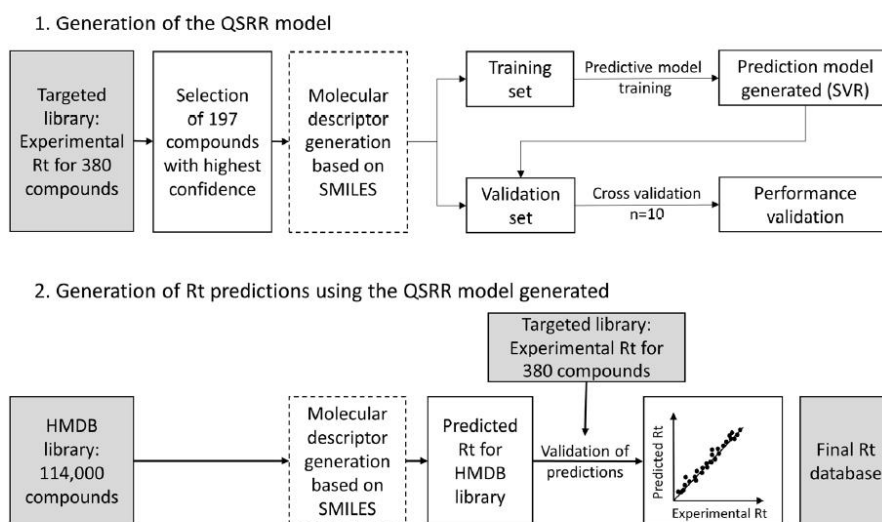 1. Generation of the QSRR model
Targeted
library:
Experimental
Rt for 380
compounds
Selection
of 197
compounds
with highest
confidence
Molecular
descriptor
generation
based on
SMILES
Training
set
Predictive model
training
Prediction model
generated (SVR)
Validation
set
Cross validation
n=10
Performance
validation
2. Generation of Rt predictions using the QSRR model generated
Targeted library:
Experimental Rt for
380 compounds
HMDB
library:
114,000
compounds
Molecular
descriptor
generation
based on
SMILES
Predicted
Rt for
HMDB
library
Validation of
predictions
Predicted Rt
Experimental Rt
Final Rt
database